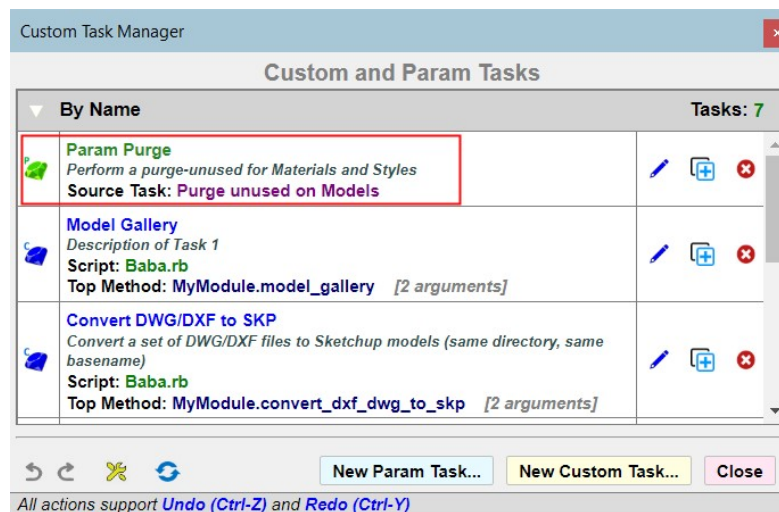 Custom Task Manager
Custom and Param Tasks
By Name Tasks: 7
P
Param Purge
Perform a purge-unused for Materials and Styles
Source Task: Purge unused on Models
C
Model Gallery
Description of Task 1
Script: Baba.rb
Top Method: MyModule.model_gallery [2 arguments]
C
Convert DWG/DXF to SKP
Convert a set of DWG/DXF files to Sketchup models (same directory, same
basename)
Script: Baba.rb
Top Method: MyModule.convert_dxf_dwg_to_skp [2 arguments]
New Param Task... New Custom Task... Close
All actions support Undo (Ctrl-Z) and Redo (Ctrl-Y)